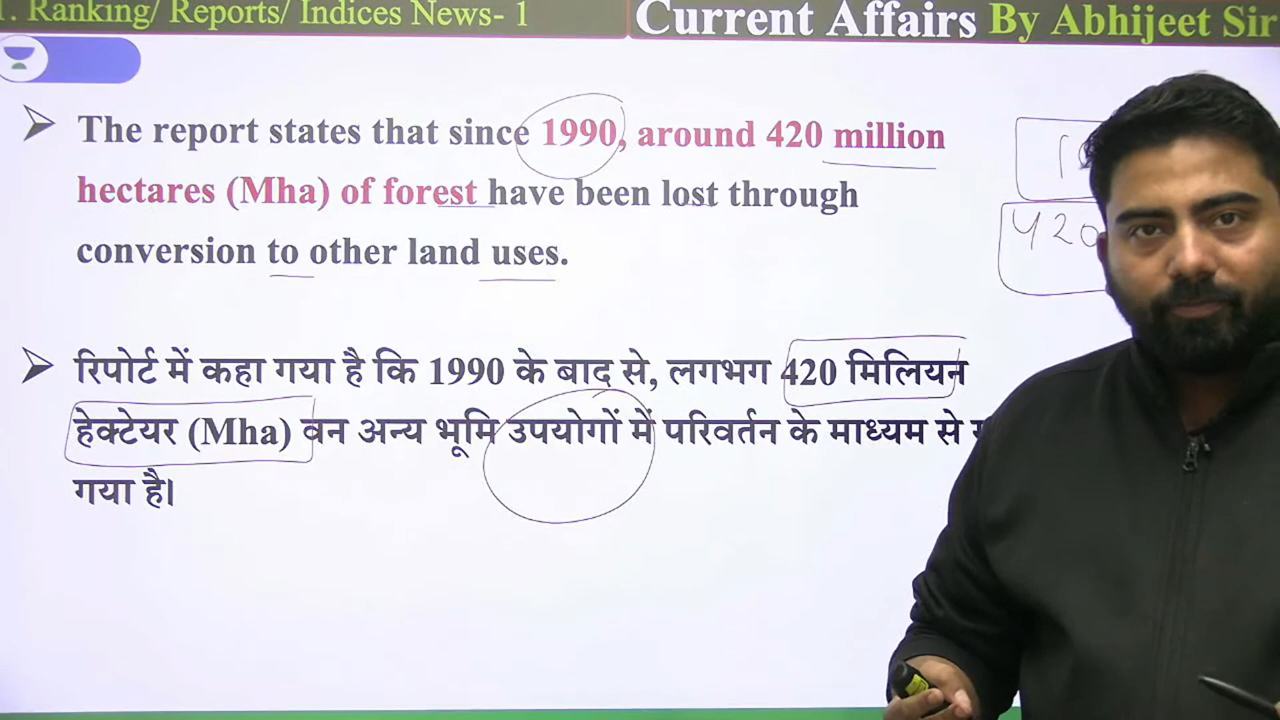 1. Ranking/ Reports/ Indices News- 1
Current Affairs By Abhijeet Sir
The report states that since 1990, around 420 million
hectares (Mha) of forest have been lost through
conversion to other land uses.
420
रिपोर्ट में कहा गया है कि 1990 के बाद से, लगभग 420 मिलियन
हेक्टेयर (Mha) वन अन्य भूमि उपयोगों में परिवर्तन के माध्यम से
गया है।